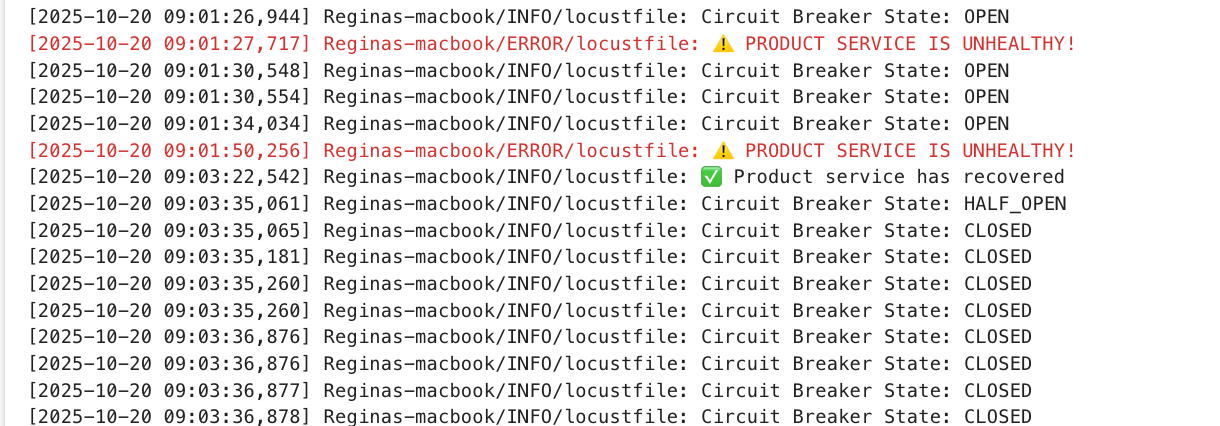 [2025-10-20 09:01:26,944] Reginas-macbook/INFO/locustfile: Circuit Breaker State: OPEN
[2025-10-20 09:01:27,717] Reginas-macbook/ERROR/locustfile: ⚠️ PRODUCT SERVICE IS UNHEALTHY!
[2025-10-20 09:01:30,548] Reginas-macbook/INFO/locustfile: Circuit Breaker State: OPEN
[2025-10-20 09:01:30,554] Reginas-macbook/INFO/locustfile: Circuit Breaker State: OPEN
[2025-10-20 09:01:34,034] Reginas-macbook/INFO/locustfile: Circuit Breaker State: OPEN
[2025-10-20 09:01:50,256] Reginas-macbook/ERROR/locustfile: ⚠️ PRODUCT SERVICE IS UNHEALTHY!
[2025-10-20 09:03:22,542] Reginas-macbook/INFO/locustfile: ✅ Product service has recovered
[2025-10-20 09:03:35,061] Reginas-macbook/INFO/locustfile: Circuit Breaker State: HALF_OPEN
[2025-10-20 09:03:35,065] Reginas-macbook/INFO/locustfile: Circuit Breaker State: CLOSED
[2025-10-20 09:03:35,181] Reginas-macbook/INFO/locustfile: Circuit Breaker State: CLOSED
[2025-10-20 09:03:35,260] Reginas-macbook/INFO/locustfile: Circuit Breaker State: CLOSED
[2025-10-20 09:03:35,260] Reginas-macbook/INFO/locustfile: Circuit Breaker State: CLOSED
[2025-10-20 09:03:36,876] Reginas-macbook/INFO/locustfile: Circuit Breaker State: CLOSED
[2025-10-20 09:03:36,876] Reginas-macbook/INFO/locustfile: Circuit Breaker State: CLOSED
[2025-10-20 09:03:36,877] Reginas-macbook/INFO/locustfile: Circuit Breaker State: CLOSED
[2025-10-20 09:03:36,878] Reginas-macbook/INFO/locustfile: Circuit Breaker State: CLOSED